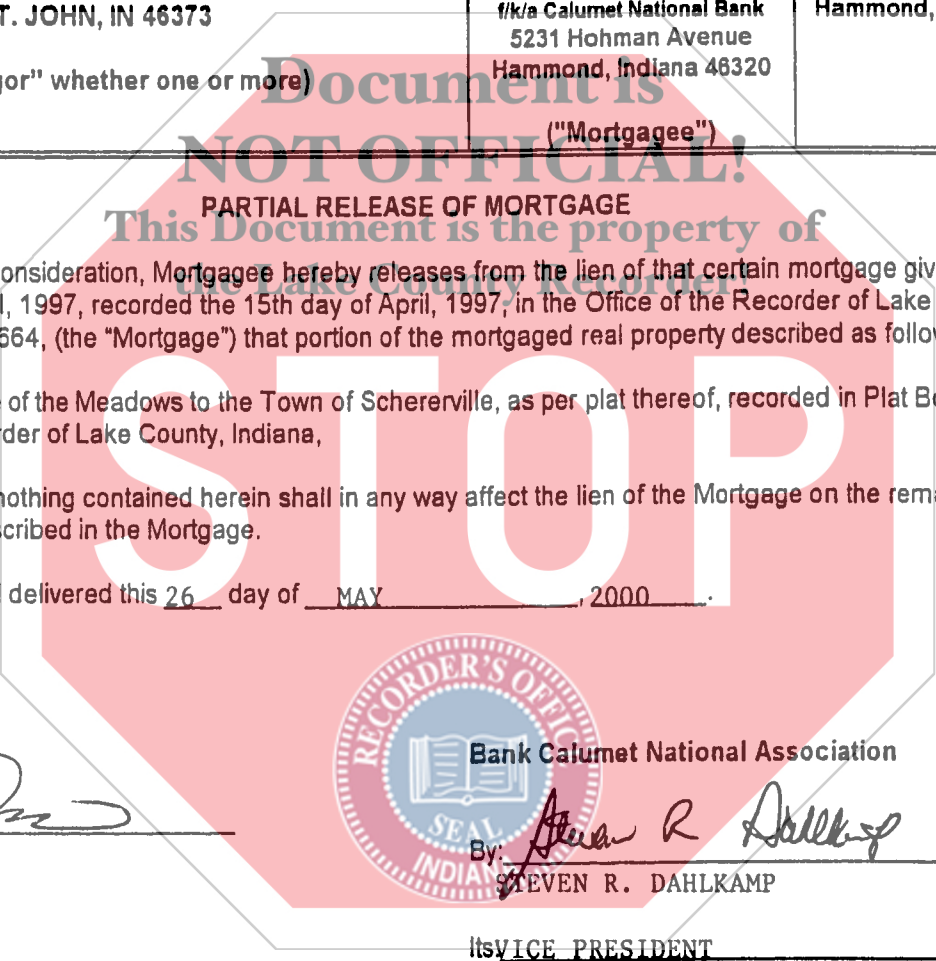 T. JOHN, IN 46373
gor" whether one or more)
f/k/a Calumet National Bank
5231 Hohman Avenue
Hammond, Indiana 46320
("Mortgagee")
Hammond,
Document is
NOT OFFICIAL!
This Document is the property of
the Lake County Recorder!
PARTIAL RELEASE OF MORTGAGE
onsideration, Mortgagee hereby releases from the lien of that certain mortgage giv
l, 1997, recorded the 15th day of April, 1997, in the Office of the Recorder of Lake
664, (the "Mortgage") that portion of the mortgaged real property described as follow
of the Meadows to the Town of Schererville, as per plat thereof, recorded in Plat Bo
rder of Lake County, Indiana,
nothing contained herein shall in any way affect the lien of the Mortgage on the rema
scribed in the Mortgage.
delivered this 26 day of MAY, 2000.
STOP
RECORDER'S OFFICE
SEAL
INDIANA
Bank Calumet National Association
By: Steven R Dahlkamp
STEVEN R. DAHLKAMP
Its VICE PRESIDENT